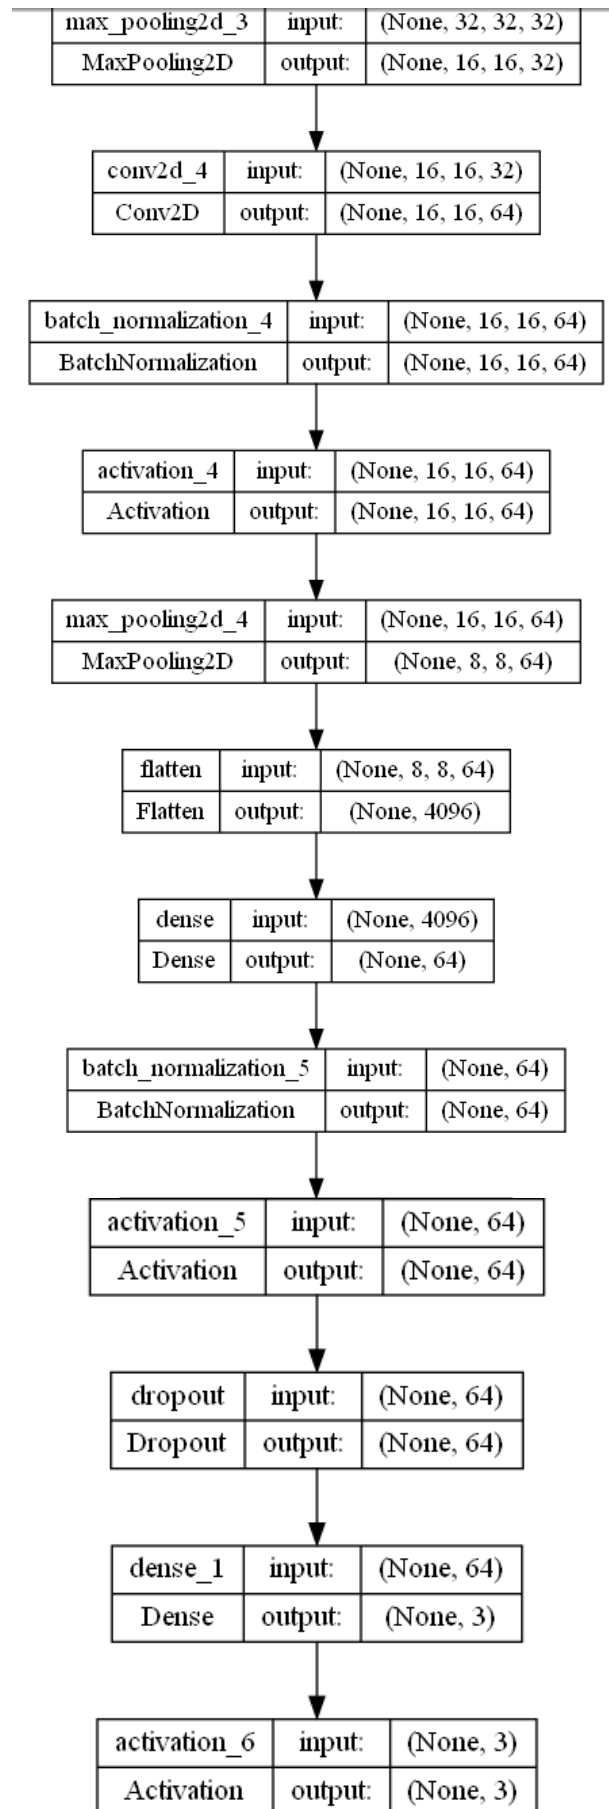 max_pooling2d_3 input: (None, 32, 32, 32)
MaxPooling2D output: (None, 16, 16, 32)
conv2d_4 input: (None, 16, 16, 32)
Conv2D output: (None, 16, 16, 64)
batch_normalization_4 input: (None, 16, 16, 64)
BatchNormalization output: (None, 16, 16, 64)
activation_4 input: (None, 16, 16, 64)
Activation output: (None, 16, 16, 64)
max_pooling2d_4 input: (None, 16, 16, 64)
MaxPooling2D output: (None, 8, 8, 64)
flatten input: (None, 8, 8, 64)
Flatten output: (None, 4096)
dense input: (None, 4096)
Dense output: (None, 64)
batch_normalization_5 input: (None, 64)
BatchNormalization output: (None, 64)
activation_5 input: (None, 64)
Activation output: (None, 64)
dropout input: (None, 64)
Dropout output: (None, 64)
dense_1 input: (None, 64)
Dense output: (None, 3)
activation_6 input: (None, 3)
Activation output: (None, 3)